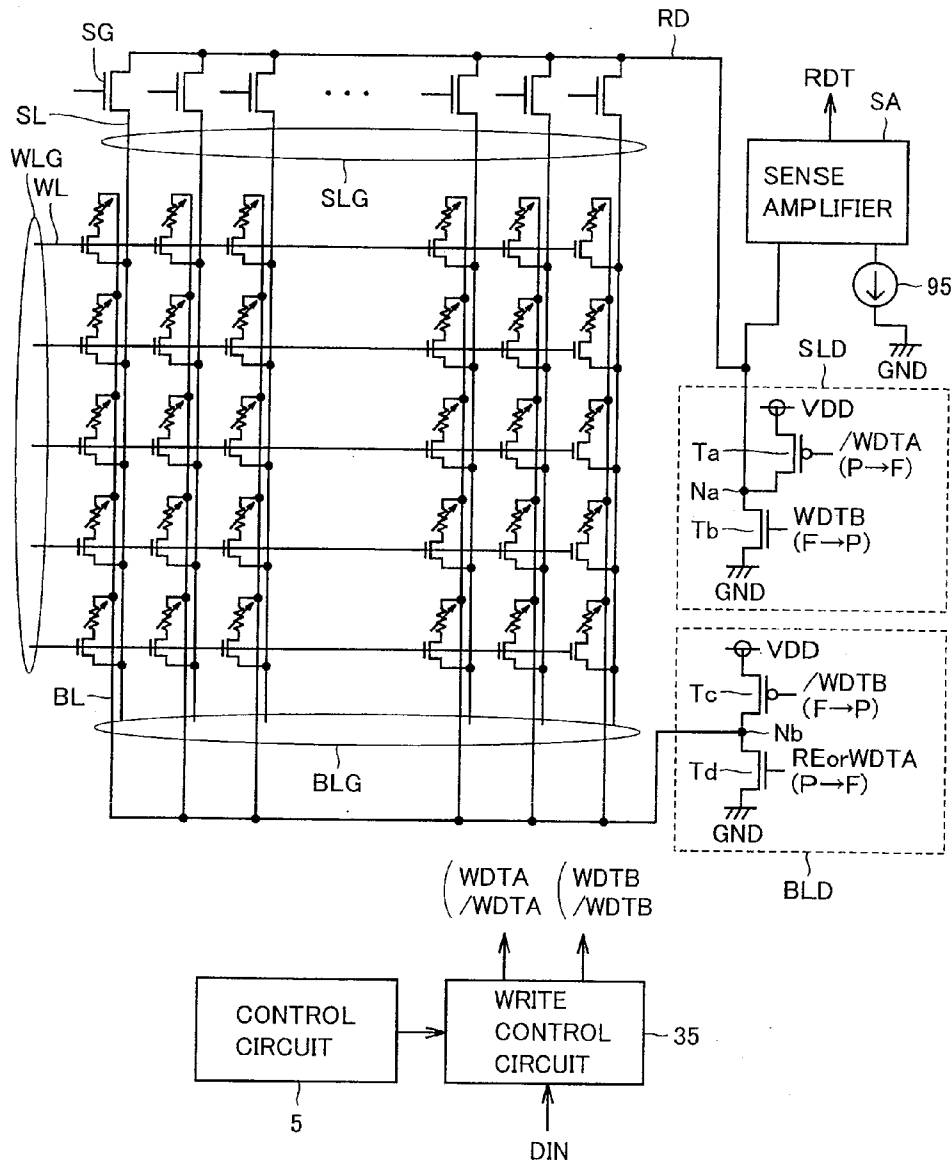 RD
SG
RDT
SA
SL
WLG
WL
SLG
SENSE
AMPLIFIER
95
SLD
GND
VDD
Ta
/WDTA
(P→F)
Na
Tb
WDTB
(F→P)
GND
VDD
Tc
/WDTB
(F→P)
BL
Nb
BLG
Td
REorWDTA
(P→F)
GND
BLD
(WDTA
/WDTA
(WDTB
/WDTB
CONTROL
CIRCUIT
WRITE
CONTROL
CIRCUIT
35
5
DIN